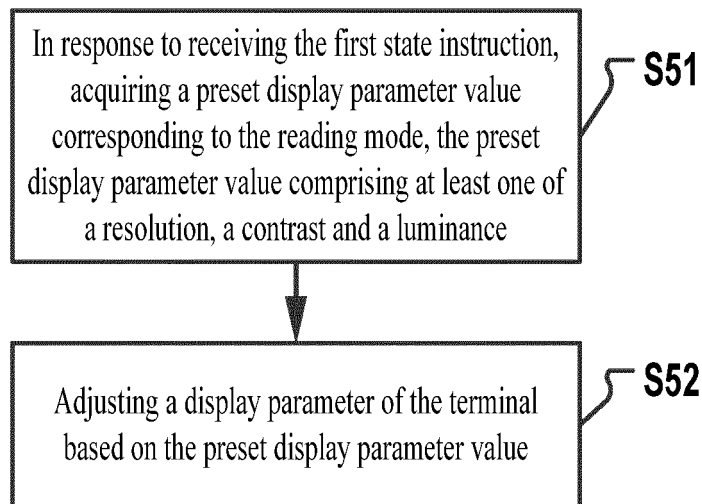 In response to receiving the first state instruction,
acquiring a preset display parameter value
corresponding to the reading mode, the preset
display parameter value comprising at least one of
a resolution, a contrast and a luminance
S51
Adjusting a display parameter of the terminal
based on the preset display parameter value
S52